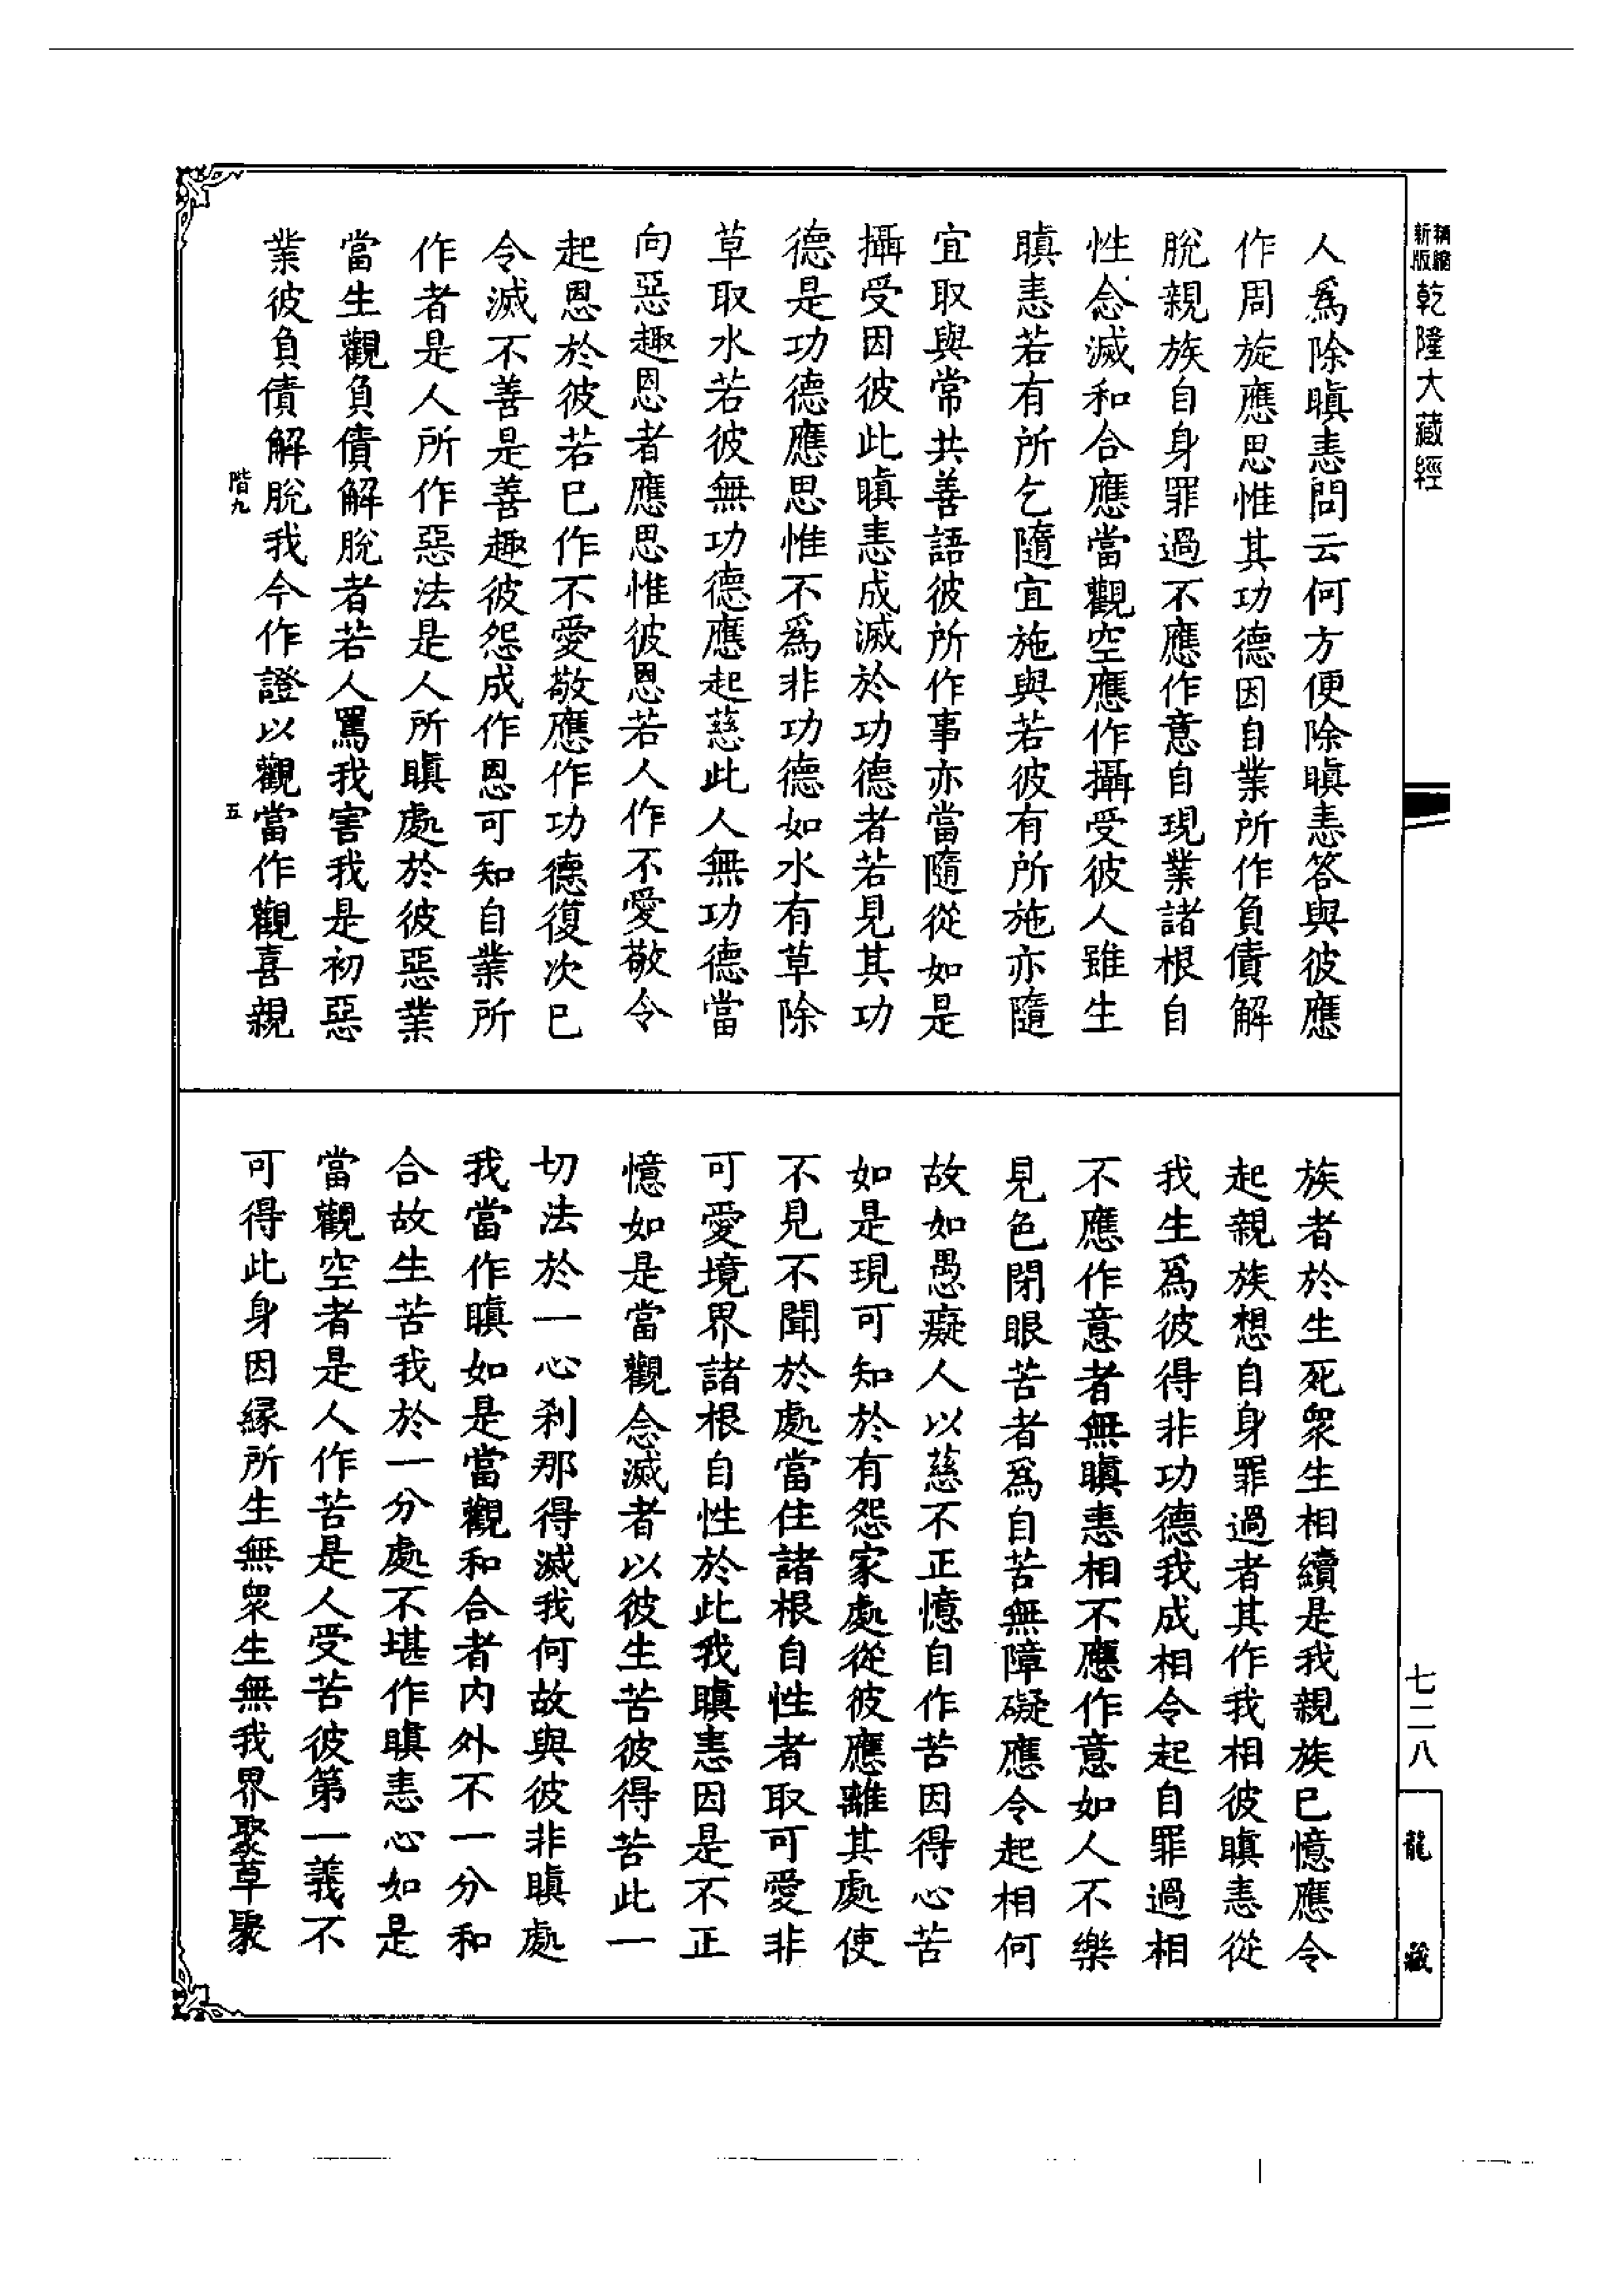 新版稱縮乾隆大藏經
人爲除瞋恚問云何方便除瞋恚答與彼應
作周旋應思惟其功德因自業所作負債解
脫親族自身罪過不應作意自現業諸根自
性念滅和合應當觀空應作攝受彼人雖生
瞋恚若有所乞隨宜施與若彼有所施亦隨
宜取與常共善語彼所作事亦當隨從如是
攝受因彼此瞋恚成滅於功德者若見其功
德是功德應思惟不爲非功德如水有草除
草取水若彼無功德應起慈此人無功德當
向惡趣恩者應思惟彼恩若人作不愛敬令
起恩於彼若已作不愛敬應作功德復次已
令滅不善是善趣彼怨成作恩可知自業所
作者是人所作惡法是人所瞋處於彼惡業
當生觀負債解脫者若人罵我害我是初惡
業彼負債解脫我今作證以觀當作觀喜親
階九
五
族者於生死眾生相續是我親族已憶應令
起親族想自身罪過者其作我相彼瞋恚從
我生爲彼得非功德我成相令起自罪過相
不應作意者無瞋恚相不應作意如人不樂
見色閉眼苦者爲自苦無障礙應令起相何
故如愚癡人以慈不正憶自作苦因得心苦
如是現可知於有怨家處從彼應離其處使
不見不聞於處當住諸根自性者取可愛非
可愛境界諸根自性於此我瞋恚因是不正
憶如是當觀念滅者以彼生苦彼得苦此一
切法於一心刹那得滅我何故與彼非瞋處
我當作瞋如是當觀和合者內外不一分和
合故生苦我於一分處不堪作瞋恚心如是
當觀空者是人作苦是人受苦彼第一義不
可得此身因緣所生無眾生無我界聚草聚
七二八
龍藏